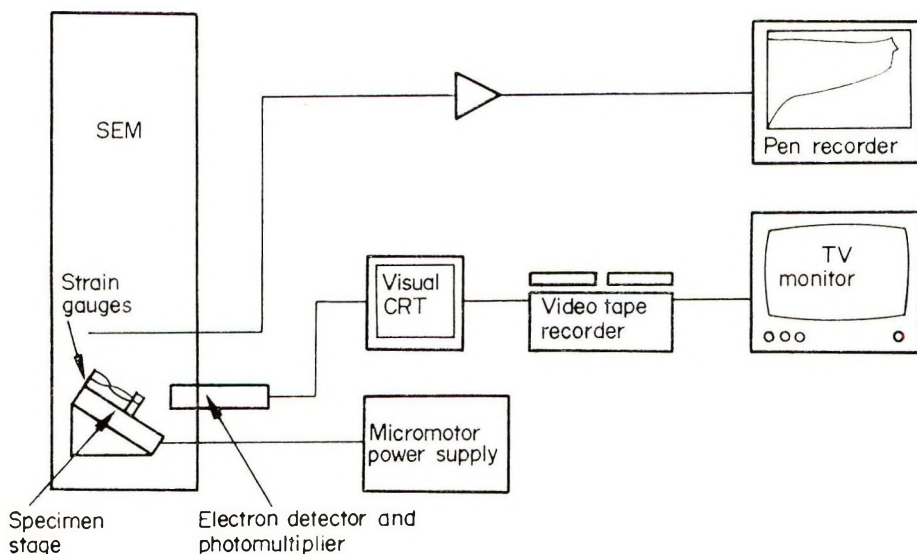 SEM
Pen recorder
Strain
gauges
Visual
CRT
Video tape
recorder
TV
monitor
Micromotor
power supply
Specimen
stage
Electron detector and
photomultiplier